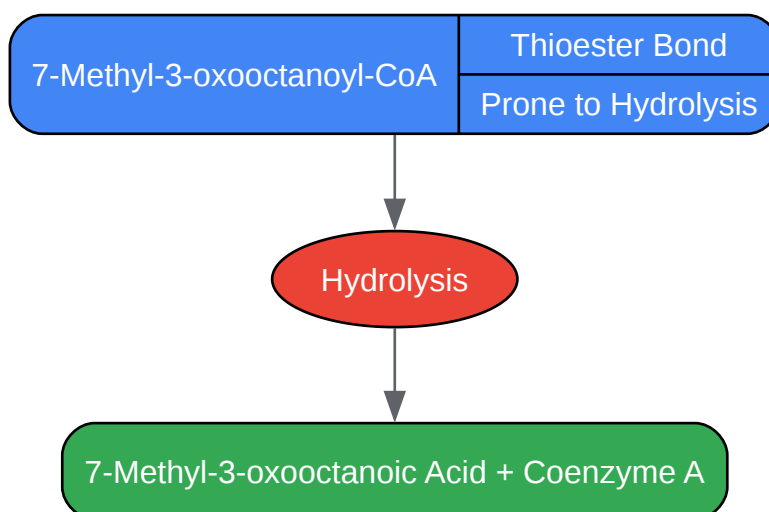 7-Methyl-3-oxooctanoyl-CoA
Thioester Bond
Prone to Hydrolysis
Hydrolysis
7-Methyl-3-oxooctanoic Acid + Coenzyme A